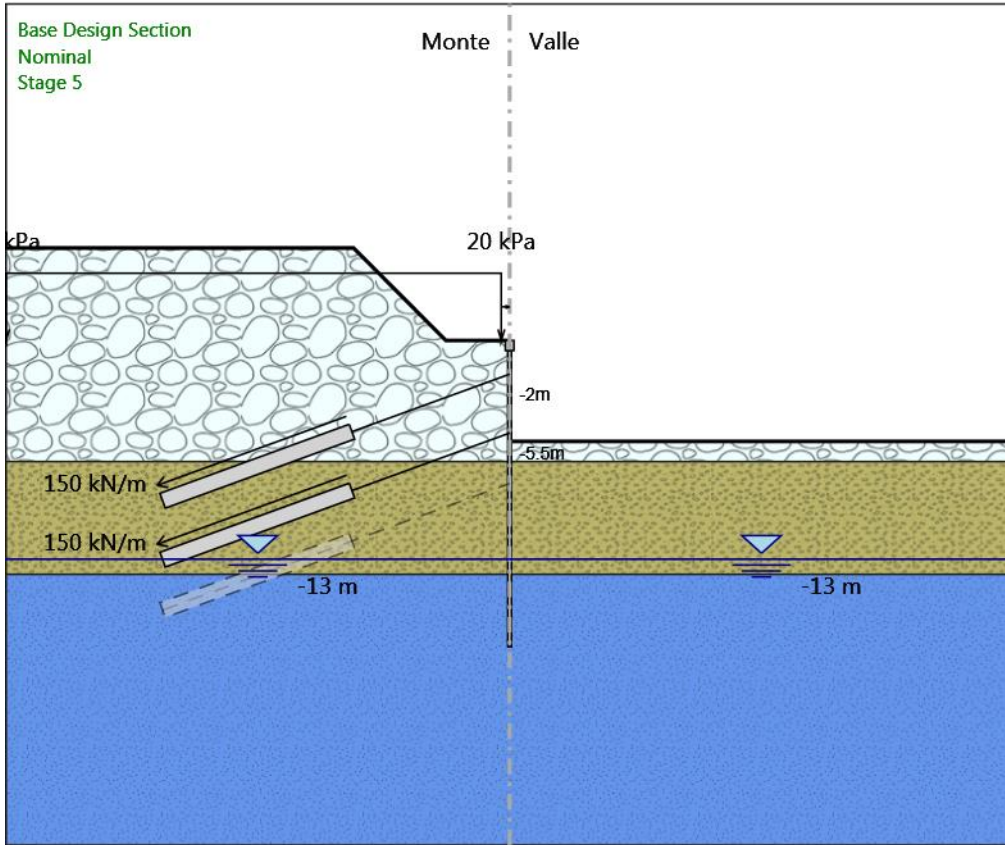 Base Design Section
Nominal
Stage 5
Monte
Valle
kPa
20 kPa
-2m
-5.5m
150 kN/m
150 kN/m
-13 m
-13 m